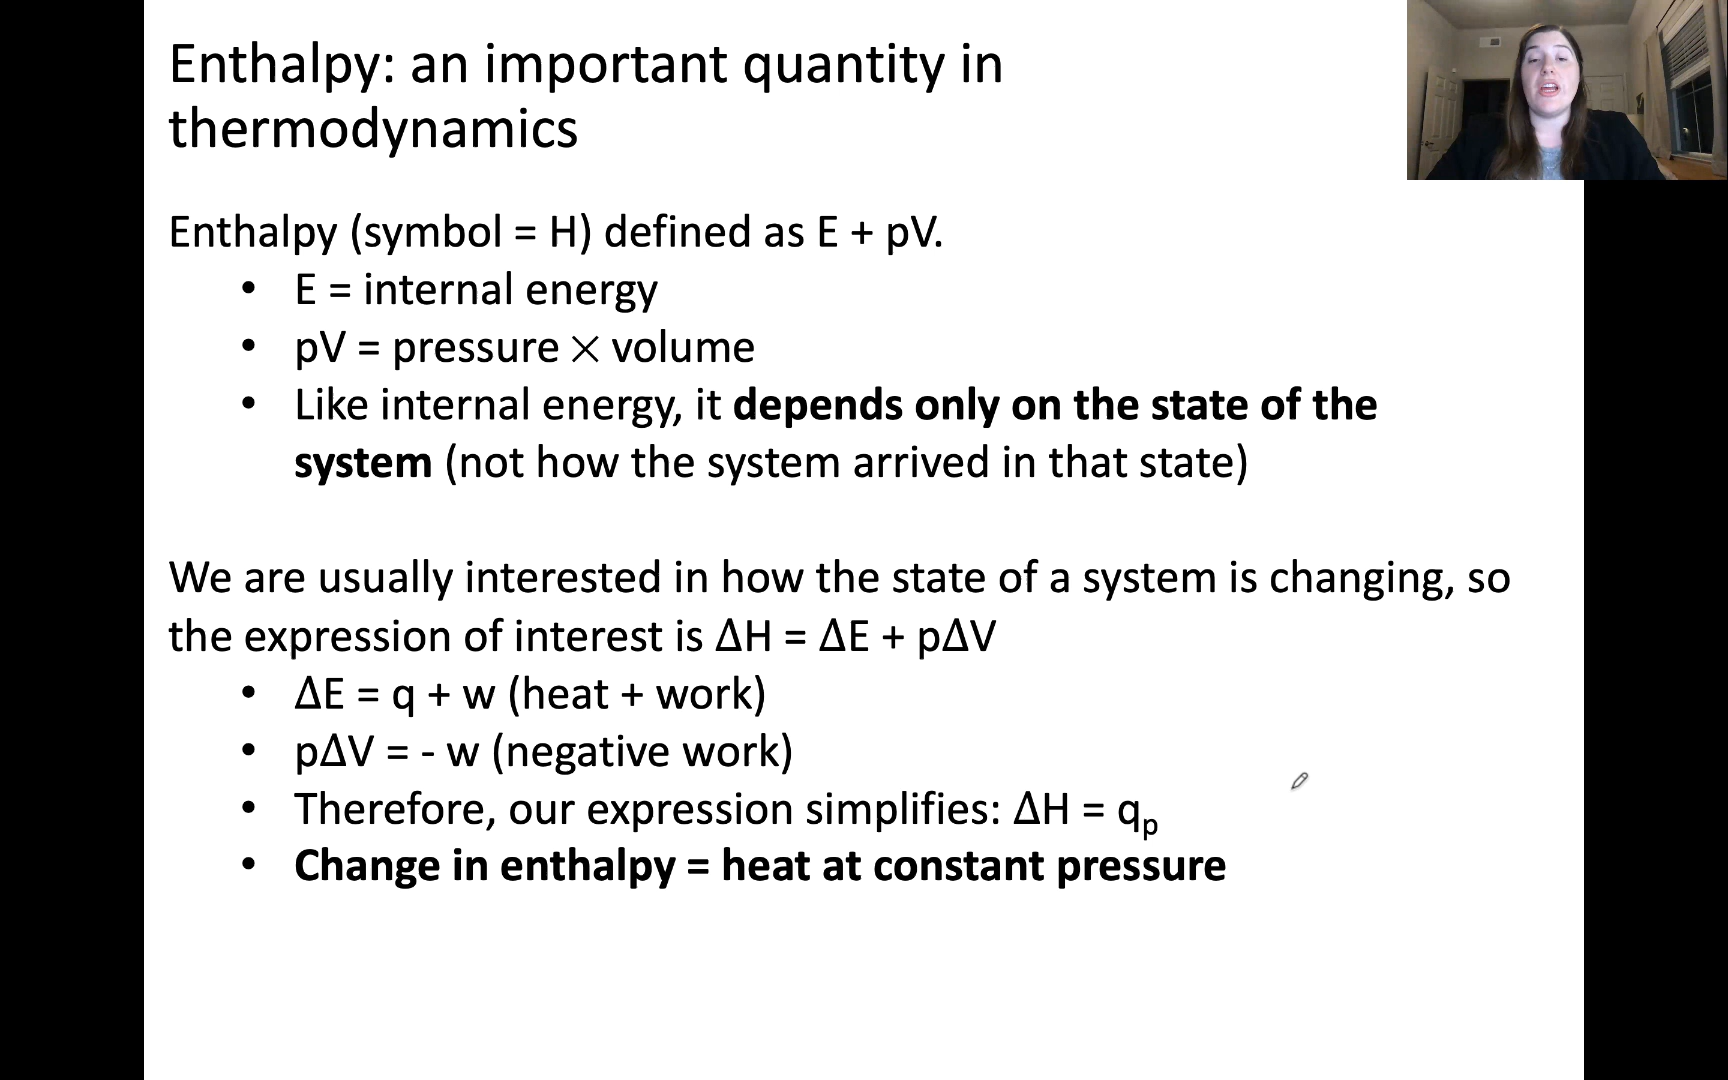 Enthalpy: an important quantity in
thermodynamics
Enthalpy (symbol = H) defined as E + pV.
• E = internal energy
• pV = pressure × volume
• Like internal energy, it depends only on the state of the
system (not how the system arrived in that state)
We are usually interested in how the state of a system is changing, so
the expression of interest is ΔH = ΔE + pΔV
• ΔE = q + w (heat + work)
• pΔV = - w (negative work)
• Therefore, our expression simplifies: ΔH = qₚ
• Change in enthalpy = heat at constant pressure